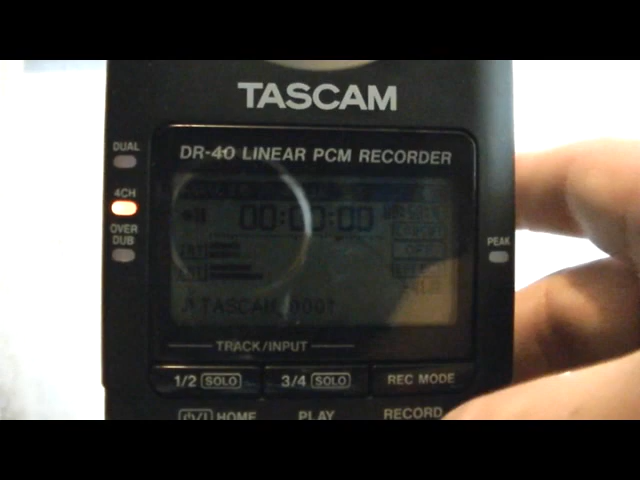 TASCAM
DR-40 LINEAR PCM RECORDER
DUAL
4CH
OVER
DUB
PEAK
00:00:00
TASCAM_0001
TRACK/INPUT
1/2 SOLO
3/4 SOLO
REC MODE
HOME
PLAY
RECORD